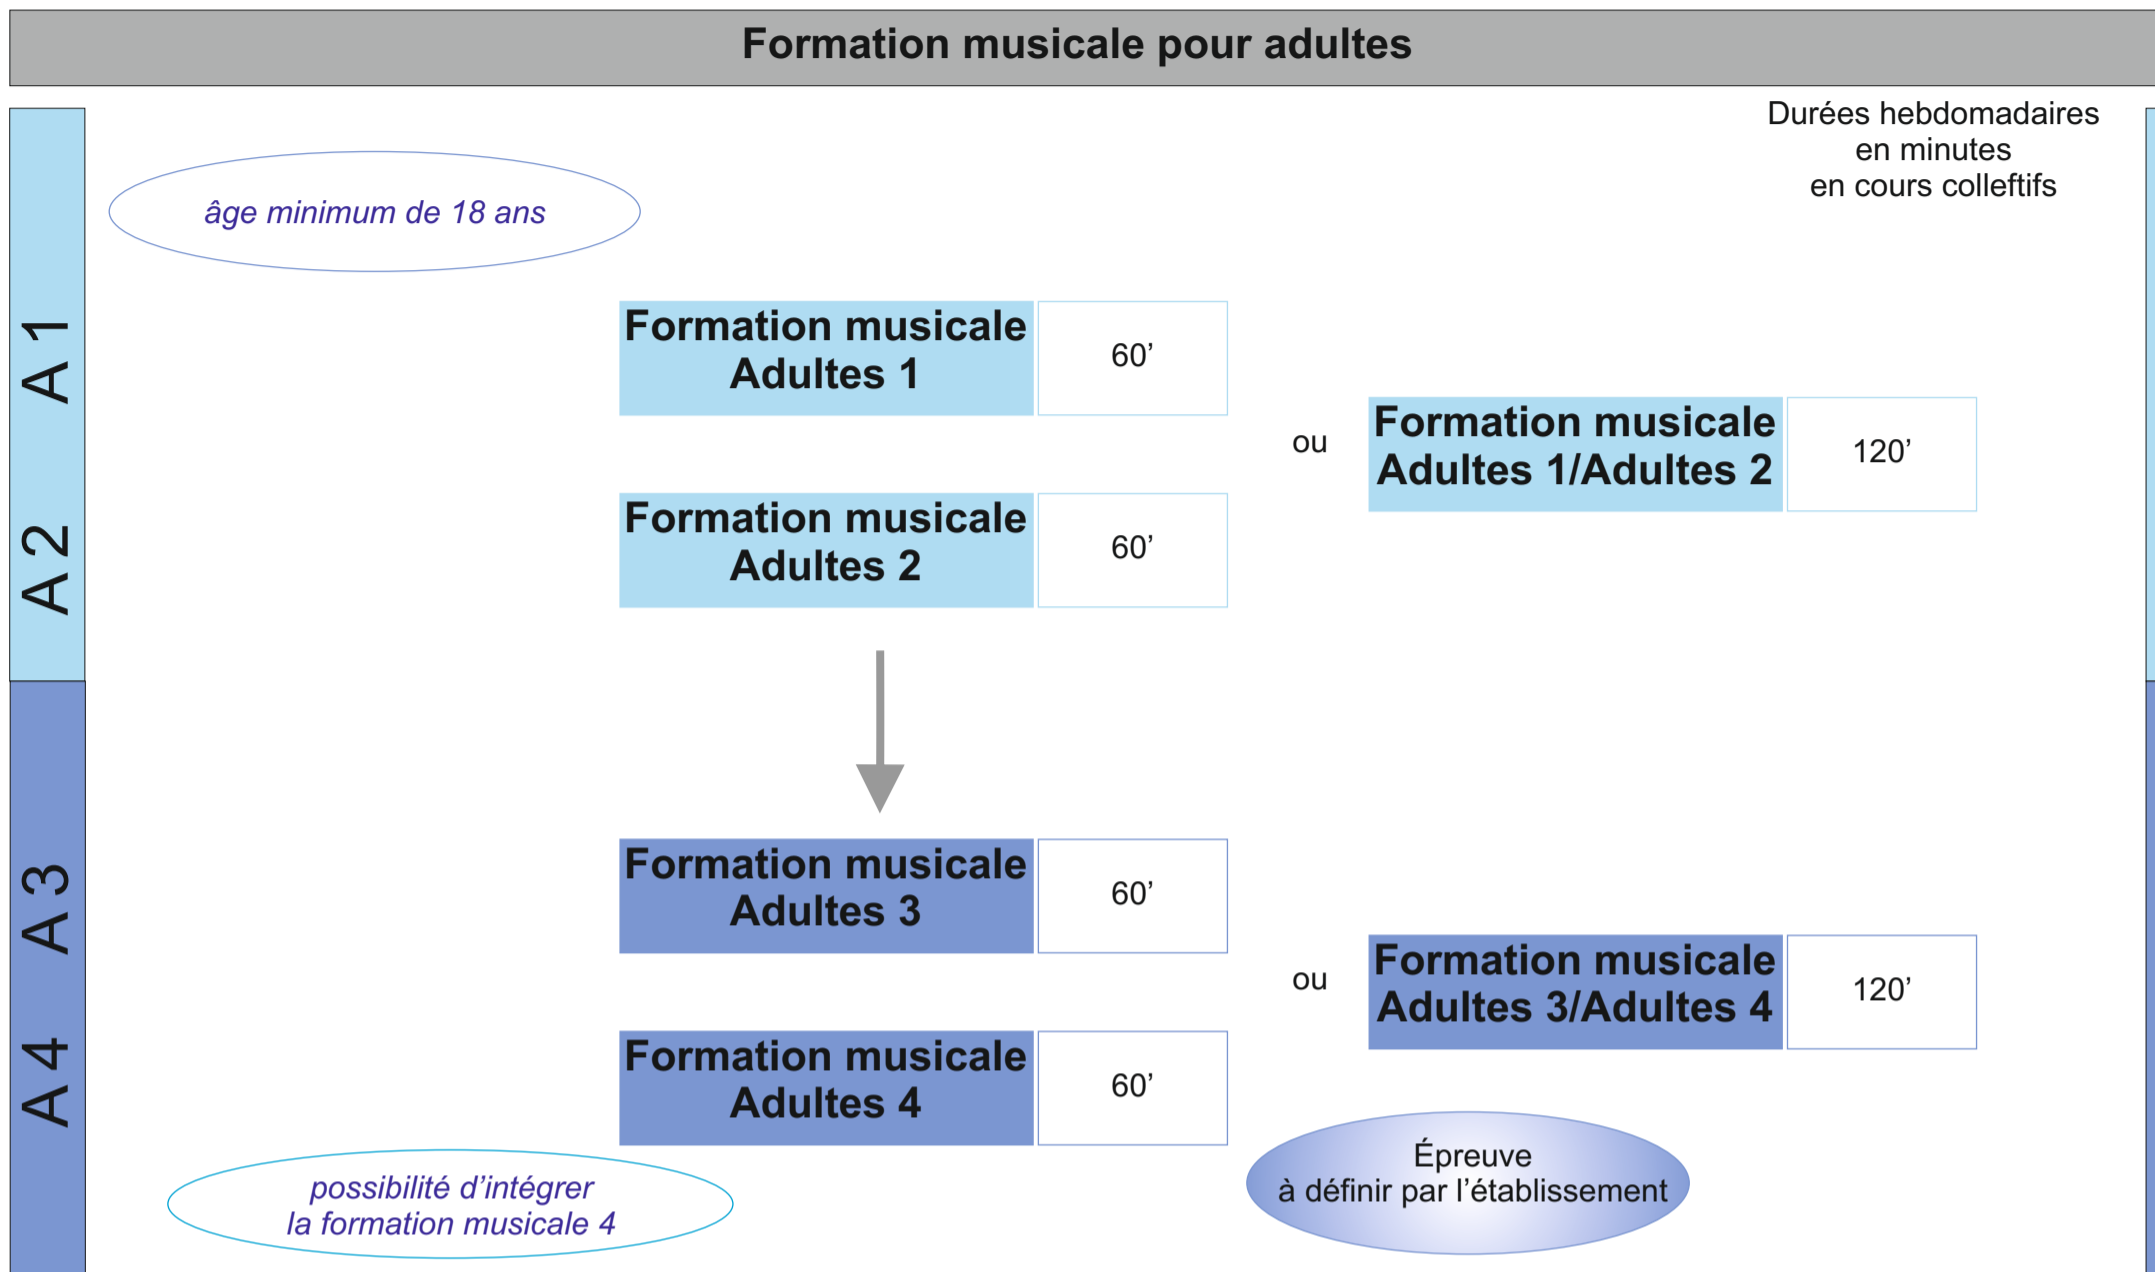 Formation musicale pour adultes
Durées hebdomadaires
en minutes
en cours colleftifs
âge minimum de 18 ans
A 1
Formation musicale
Adultes 1
60’
ou
Formation musicale
Adultes 1/Adultes 2
120’
A 2
Formation musicale
Adultes 2
60’
A 3
Formation musicale
Adultes 3
60’
ou
Formation musicale
Adultes 3/Adultes 4
120’
A 4
Formation musicale
Adultes 4
60’
Épreuve
à définir par l’établissement
possibilité d’intégrer
la formation musicale 4